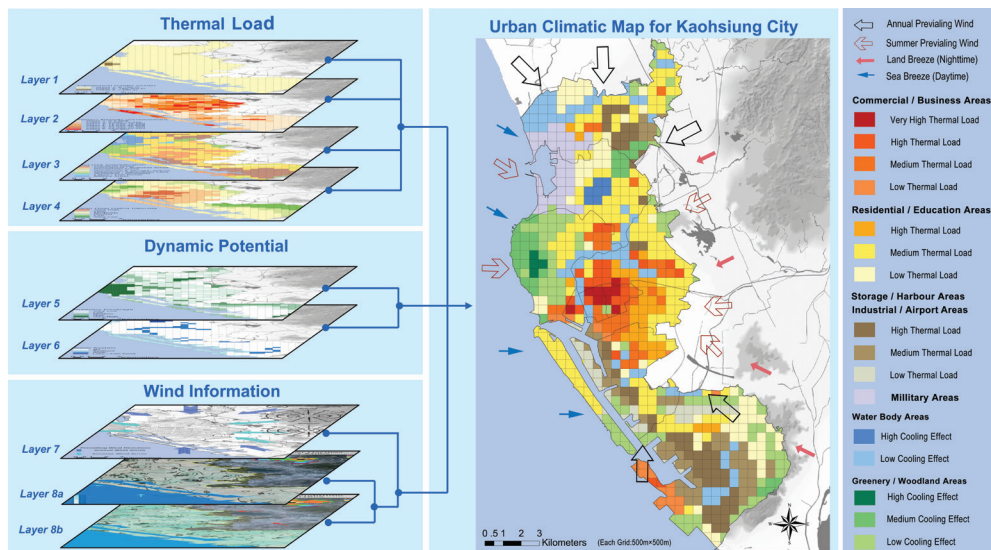 Thermal Load
Layer 1
Layer 2
Layer 3
Layer 4
Dynamic Potential
Layer 5
Layer 6
Wind Information
Layer 7
Layer 8a
Layer 8b
Urban Climatic Map for Kaohsiung City
0 .5 1 2 3
Kilometers
(Each Grid:500m×500m)
N
Annual Previaling Wind
Summer Previaling Wind
Land Breeze (Nighttime)
Sea Breeze (Daytime)
Commercial / Business Areas
Very High Thermal Load
High Thermal Load
Medium Thermal Load
Low Thermal Load
Residential / Education Areas
High Thermal Load
Medium Thermal Load
Low Thermal Load
Storage / Harbour Areas
Industrial / Airport Areas
High Thermal Load
Medium Thermal Load
Low Thermal Load
Millitary Areas
Water Body Areas
High Cooling Effect
Low Cooling Effect
Greenery / Woodland Areas
High Cooling Effect
Medium Cooling Effect
Low Cooling Effect